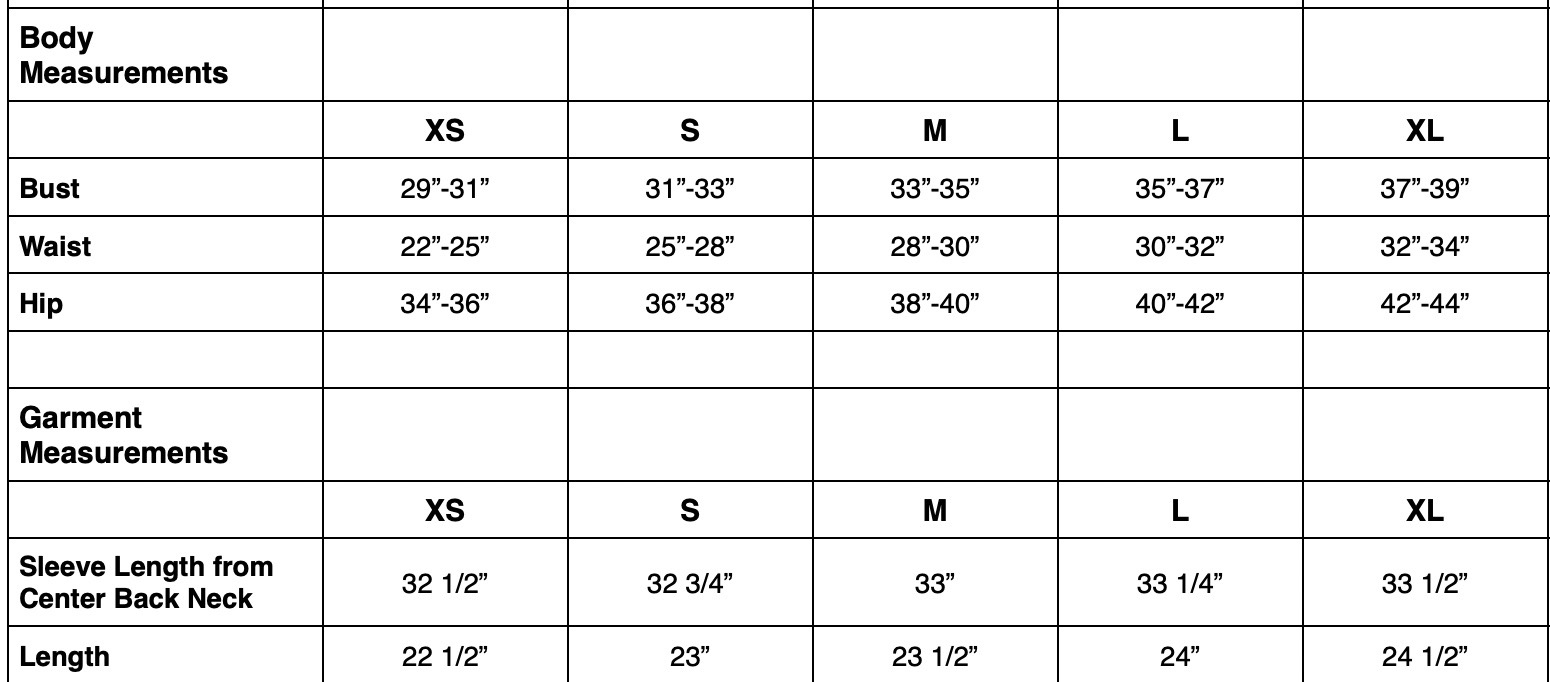 Body
Measurements
XS S M L XL
Bust 29”-31” 31”-33” 33”-35” 35”-37” 37”-39”
Waist 22”-25” 25”-28” 28”-30” 30”-32” 32”-34”
Hip 34”-36” 36”-38” 38”-40” 40”-42” 42”-44”
Garment
Measurements
XS S M L XL
Sleeve Length from
Center Back Neck 32 1/2” 32 3/4” 33” 33 1/4” 33 1/2”
Length 22 1/2” 23” 23 1/2” 24” 24 1/2”